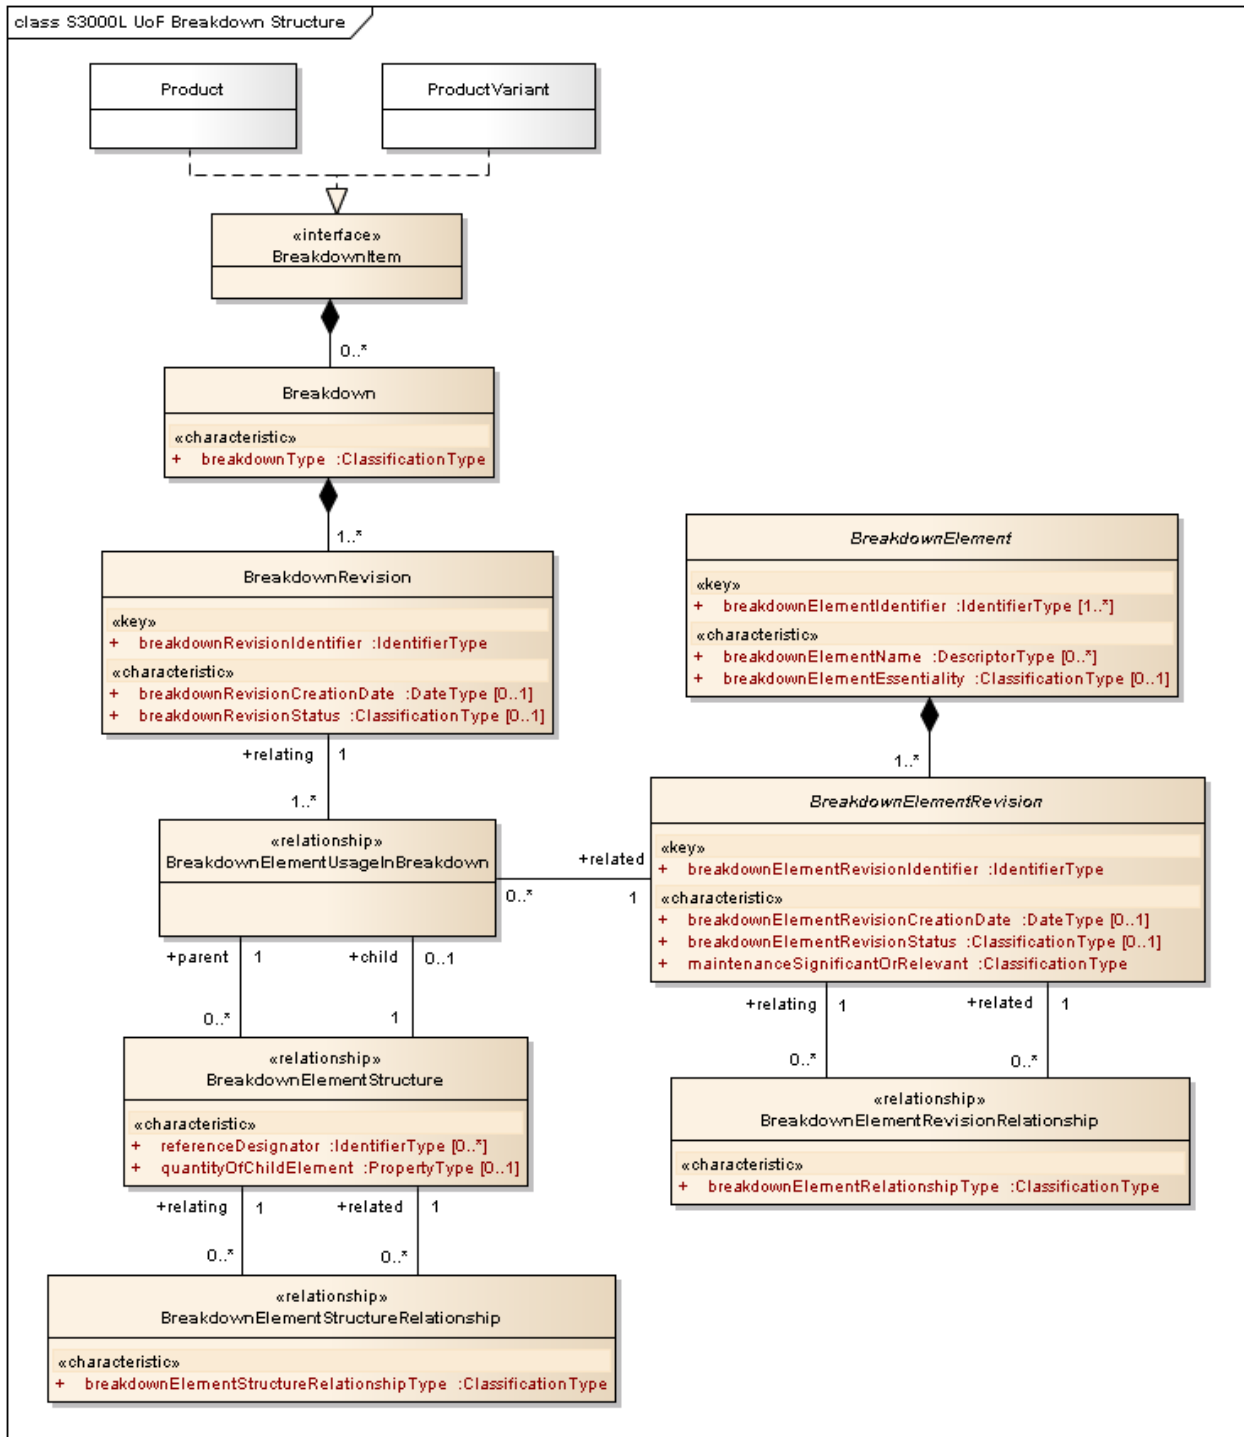 class S3000L UoF Breakdown Structure
Product
ProductVariant
«interface»
BreakdownItem
0..*
Breakdown
«characteristic»
+ breakdownType :ClassificationType
1..*
BreakdownRevision
«key»
+ breakdownRevisionIdentifier :IdentifierType
«characteristic»
+ breakdownRevisionCreationDate :DateType [0..1]
+ breakdownRevisionStatus :ClassificationType [0..1]
BreakdownElement
«key»
+ breakdownElementIdentifier :IdentifierType [1..*]
«characteristic»
+ breakdownElementName :DescriptorType [0..*]
+ breakdownElementEssentiality :ClassificationType [0..1]
+relating 1
1..*
1..*
«relationship»
BreakdownElementUsageInBreakdown
+related
0..*
1
BreakdownElementRevision
«key»
+ breakdownElementRevisionIdentifier :IdentifierType
«characteristic»
+ breakdownElementRevisionCreationDate :DateType [0..1]
+ breakdownElementRevisionStatus :ClassificationType [0..1]
+ maintenanceSignificantOrRelevant :ClassificationType
+parent 1
+child 0..1
0..*
1
+relating 1
+related 1
0..*
0..*
«relationship»
BreakdownElementStructure
«characteristic»
+ referenceDesignator :IdentifierType [0..*]
+ quantityOfChildElement :PropertyType [0..1]
«relationship»
BreakdownElementRevisionRelationship
«characteristic»
+ breakdownElementRelationshipType :ClassificationType
+relating 1
+related 1
0..*
0..*
«relationship»
BreakdownElementStructureRelationship
«characteristic»
+ breakdownElementStructureRelationshipType :ClassificationType